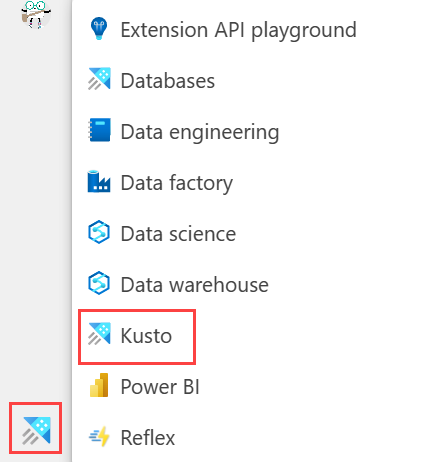 Extension API playground
Databases
Data engineering
Data factory
Data science
Data warehouse
Kusto
Power BI
Reflex